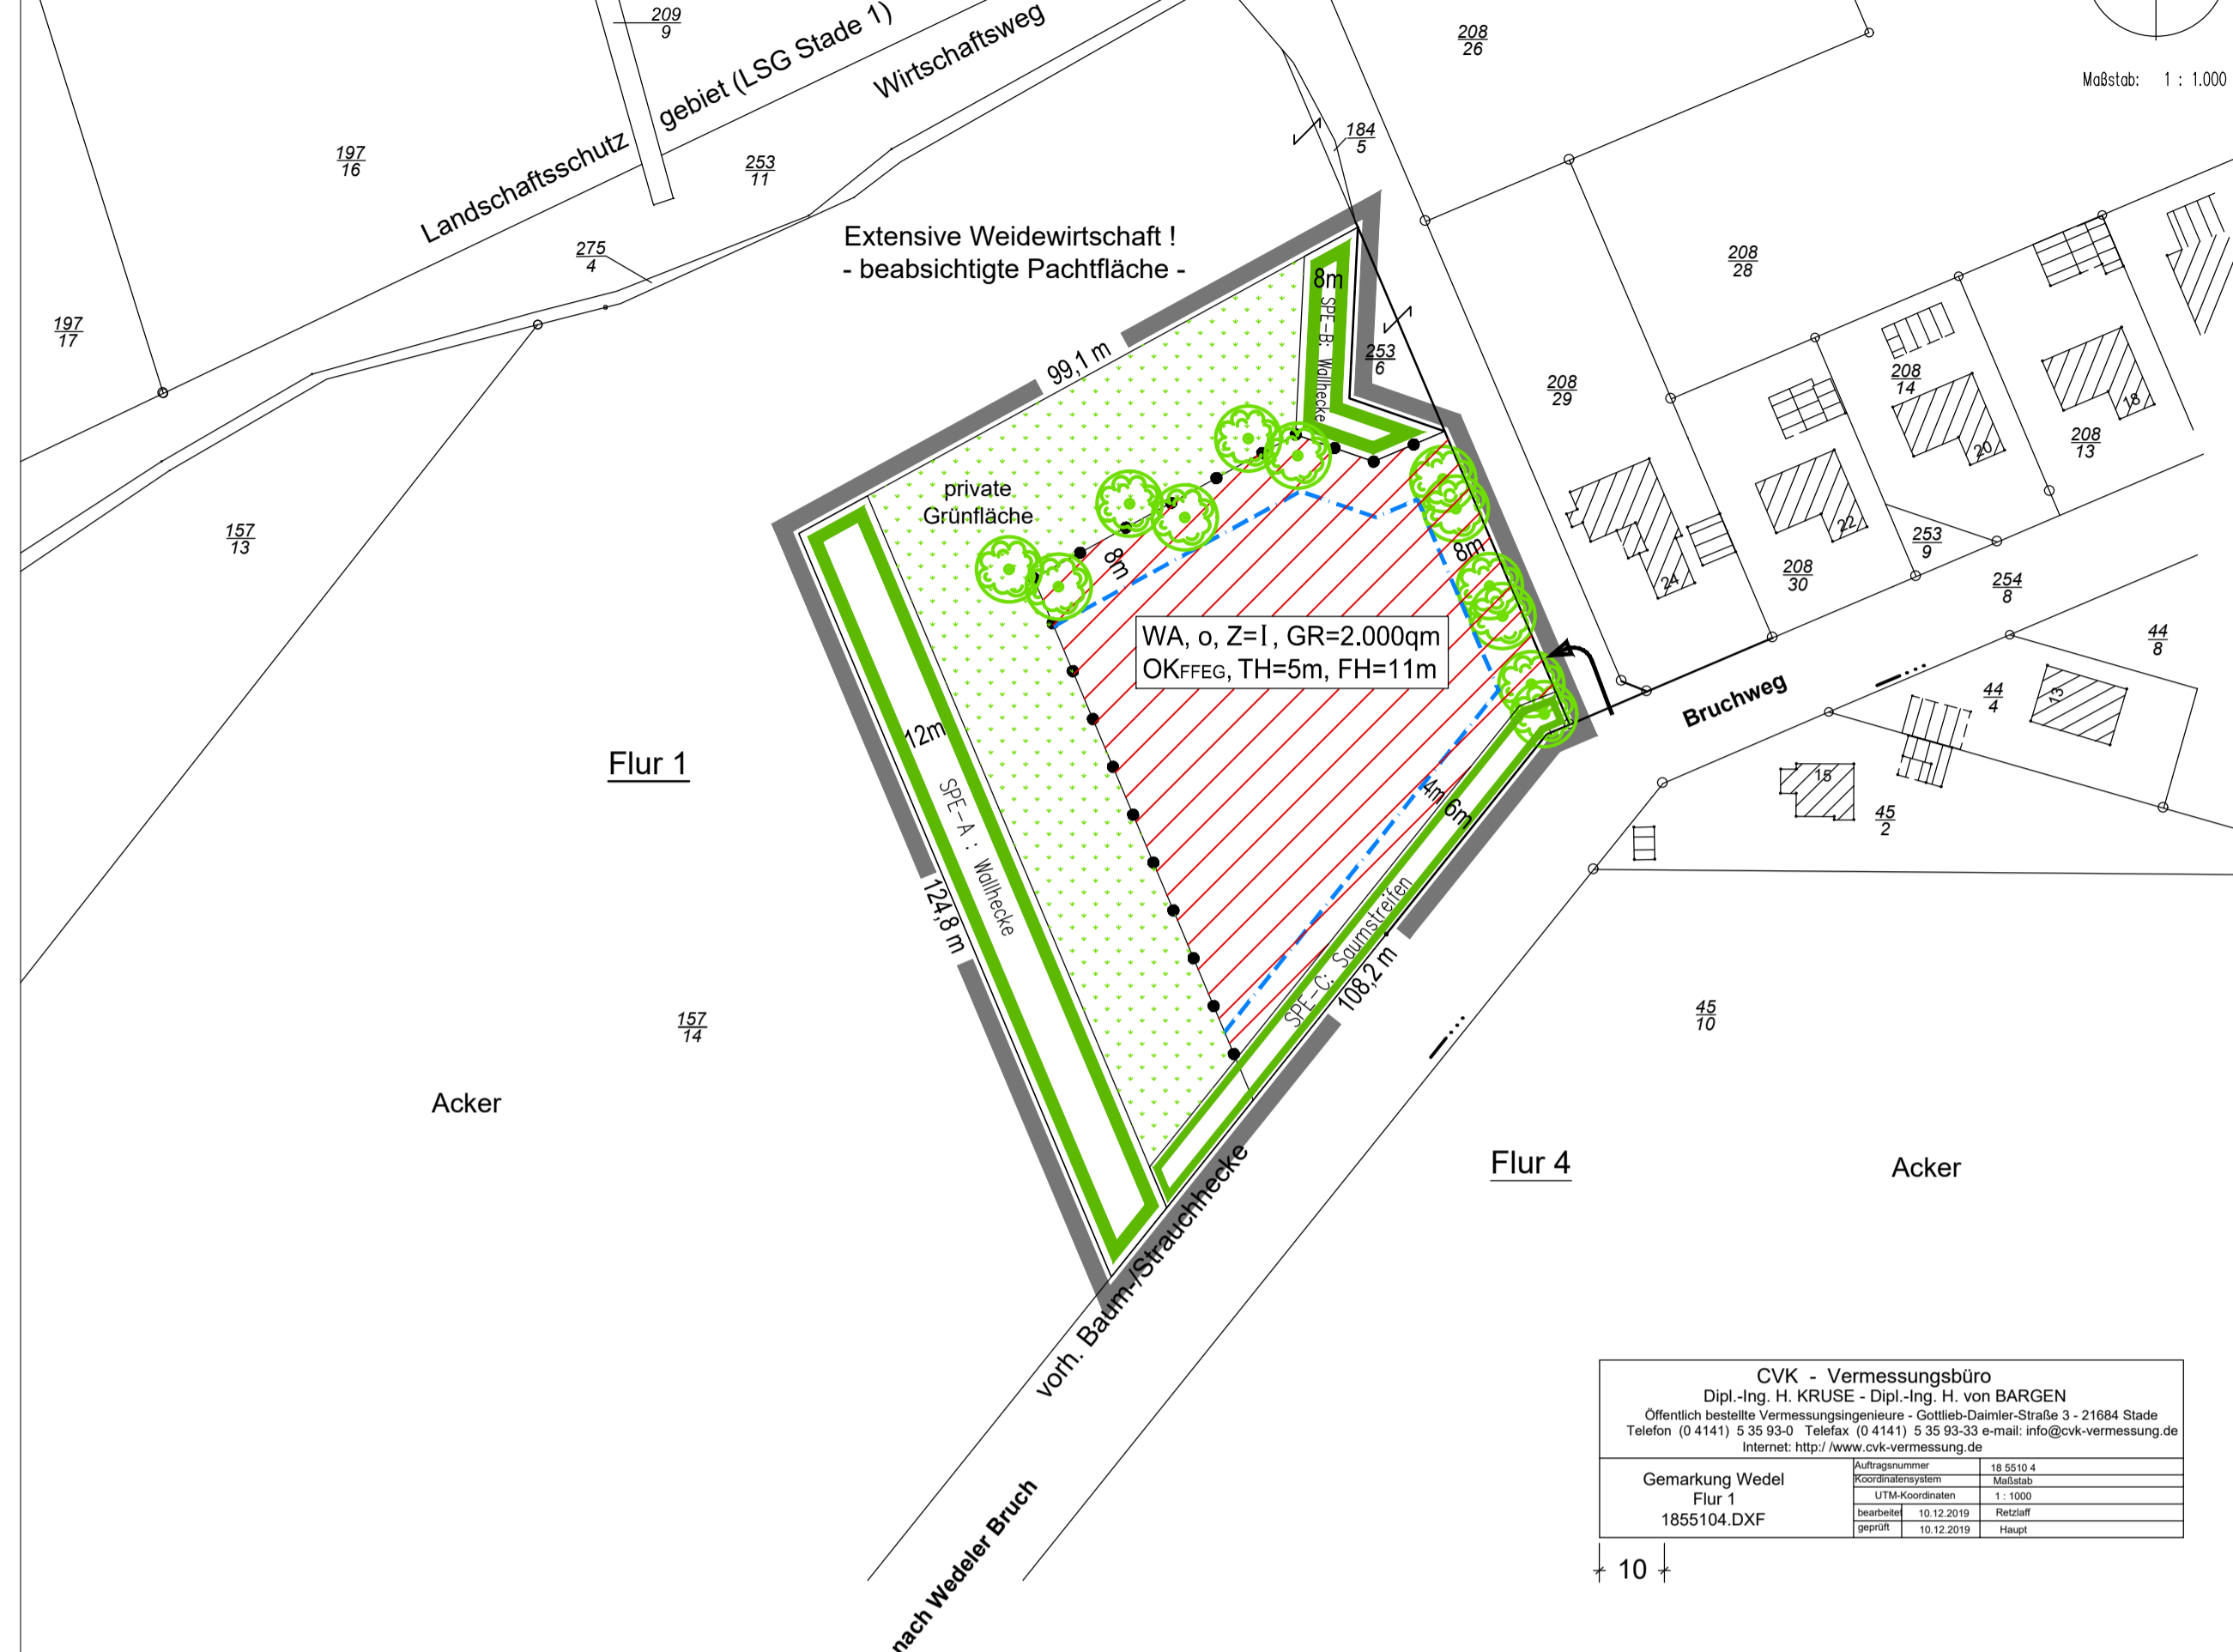 209
9
208
26
Maßstab: 1 : 1.000
Landschaftsschutz gebiet (LSG Stade 1)
Wirtschaftsweg
184
5
197
16
253
11
Extensive Weidewirtschaft !
- beabsichtigte Pachtfläche -
275
4
208
28
197
17
8m
SPE-B: Wallhecke
253
6
99,1 m
208
29
208
14
18
20
208
13
private
Grünfläche
22
157
13
253
9
8m
8m
24
208
30
254
8
WA, o, Z=I, GR=2.000qm
OKFFEG, TH=5m, FH=11m
44
8
Bruchweg
44
4
13
12m
Flur 1
15
4m 6m
45
2
SPE-A : Wallhecke
124,8 m
SPE-C: Saumstreifen
108,2 m
157
14
45
10
Acker
vorh. Baum-/Strauchhecke
Flur 4
Acker
nach Wedeler Bruch
CVK - Vermessungsbüro
Dipl.-Ing. H. KRUSE - Dipl.-Ing. H. von BARGEN
Öffentlich bestellte Vermessungsingenieure - Gottlieb-Daimler-Straße 3 - 21684 Stade
Telefon (0 4141) 5 35 93-0 Telefax (0 4141) 5 35 93-33 e-mail: info@cvk-vermessung.de
Internet: http:/ /www.cvk-vermessung.de
Gemarkung Wedel
Flur 1
1855104.DXF
Auftragsnummer 18 5510 4
Koordinatensystem Maßstab
UTM-Koordinaten 1 : 1000
bearbeitet 10.12.2019 Retzlaff
geprüft 10.12.2019 Haupt
10